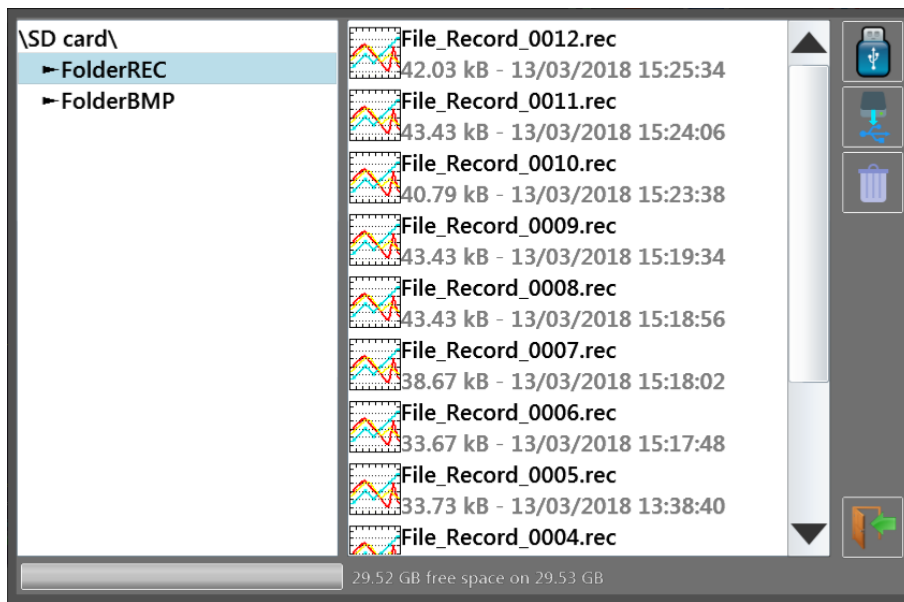 \SD card\
FolderREC
FolderBMP
File_Record_0012.rec
42.03 kB - 13/03/2018 15:25:34
File_Record_0011.rec
43.43 kB - 13/03/2018 15:24:06
File_Record_0010.rec
40.79 kB - 13/03/2018 15:23:38
File_Record_0009.rec
43.43 kB - 13/03/2018 15:19:34
File_Record_0008.rec
43.43 kB - 13/03/2018 15:18:56
File_Record_0007.rec
38.67 kB - 13/03/2018 15:18:02
File_Record_0006.rec
33.67 kB - 13/03/2018 15:17:48
File_Record_0005.rec
33.73 kB - 13/03/2018 13:38:40
File_Record_0004.rec
29.52 GB free space on 29.53 GB